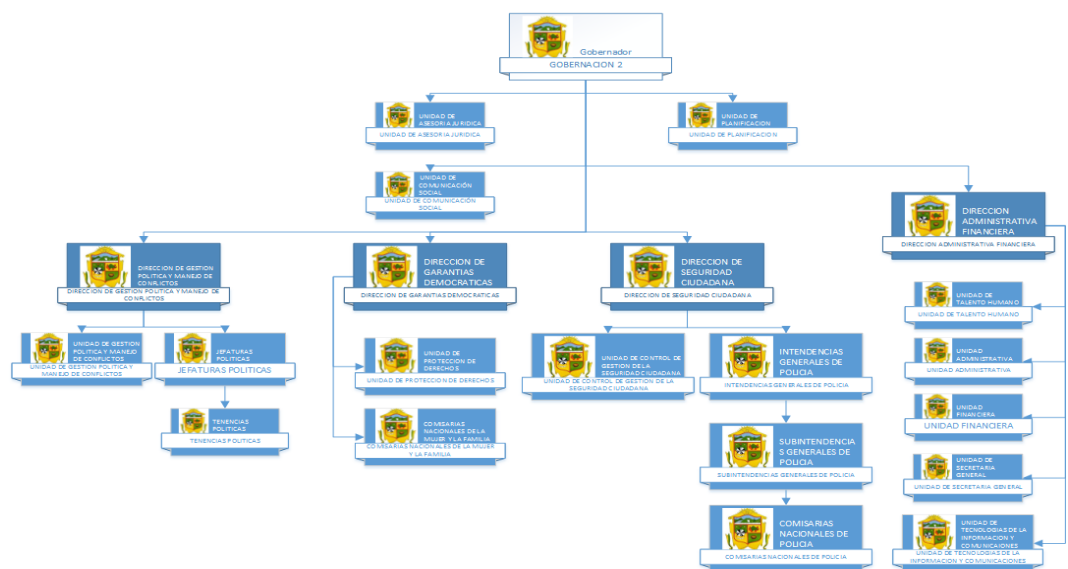 Gobernador
GOBERNACION 2
UNIDAD DE
ASESORIA JURIDICA
UNIDAD DE ASESORIA JURIDICA
UNIDAD DE
PLANIFICACION
UNIDAD DE PLANIFICACION
UNIDAD DE
COMUNICACIÓN
SOCIAL
UNIDAD DE COMUNICACIÓN
SOCIAL
DIRECCION
ADMINISTRATIVA
FINANCIERA
DIRECCION ADMINISTRATIVA FINANCIERA
DIRECCION DE GESTION
POLITICA Y MANEJO DE
CONFLICTOS
DIRECCION DE GESTION POLITICA Y MANEJO DE
CONFLICTOS
DIRECCION DE
GARANTIAS
DEMOCRATICAS
DIRECCION DE GARANTIAS DEMOCRATICAS
DIRECCION DE
SEGURIDAD
CIUDADANA
DIRECCION DE SEGURIDAD CIUDADANA
UNIDAD DE GESTION
POLITICA Y MANEJO
DE CONFLICTOS
UNIDAD DE GESTION POLITICA Y
MANEJO DE CONFLICTOS
JEFATURAS
POLITICAS
JEFATURAS POLITICAS
TENENCIAS
POLITICAS
TENENCIAS POLITICAS
UNIDAD DE
PROTECCION DE
DERECHOS
UNIDAD DE PROTECCION DE DERECHOS
COMISARIAS
NACIONALES DE LA
MUJER Y LA FAMILIA
COMISARIAS NACIONALES DE LA MUJER
Y LA FAMILIA
UNIDAD DE CONTROL DE
GESTION DE LA
SEGURIDAD CIUDADANA
UNIDAD DE CONTROL DE GESTION DE LA
SEGURIDAD CIUDADANA
INTENDENCIAS
GENERALES DE
POLICIA
INTENDENCIAS GENERALES DE POLICIA
SUBINTENDENCIA
S GENERALES DE
POLICIA
SUBINTENDENCIAS GENERALES DE POLICIA
COMISARIAS
NACIONALES DE
POLICIA
COMISARIAS NACIONALES DE POLICIA
UNIDAD DE
TALENTO HUMANO
UNIDAD DE TALENTO HUMANO
UNIDAD
ADMINISTRATIVA
UNIDAD ADMINISTRATIVA
UNIDAD
FINANCIERA
UNIDAD FINANCIERA
UNIDAD DE
SECRETARIA
GENERAL
UNIDAD DE SECRETARIA GENERAL
UNIDAD DE
TECNOLOGIAS DE LA
INFORMACION Y
COMUNICAIONES
UNIDAD DE TECNOLOGIAS DE LA
INFORMACION Y COMUNICACIONES